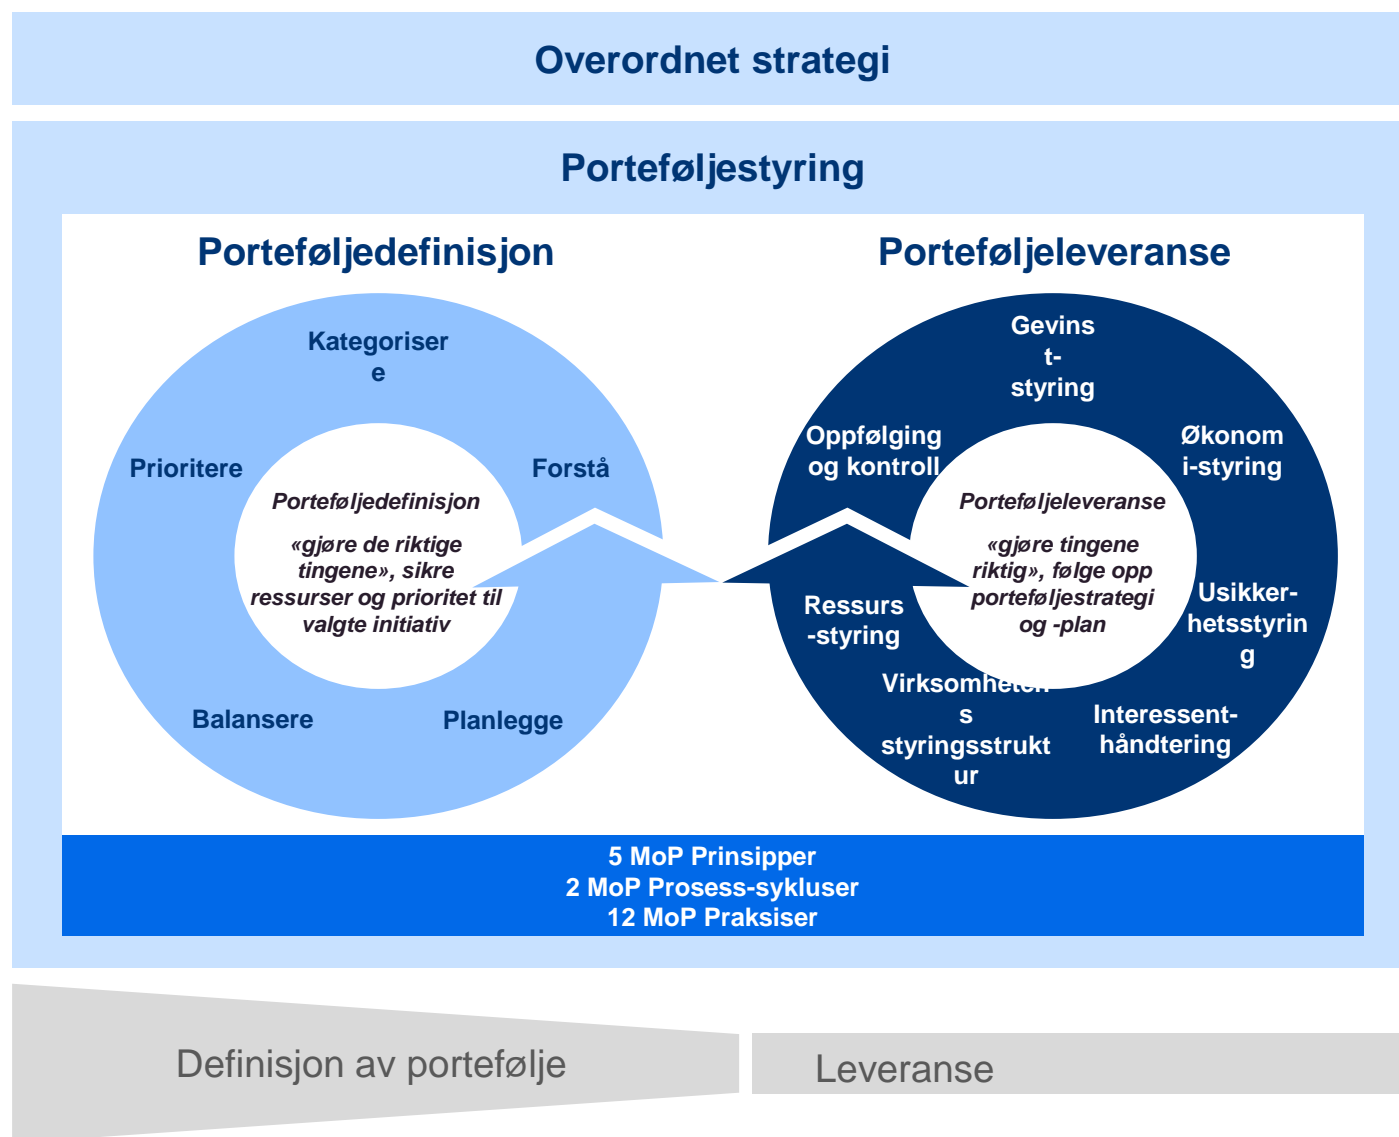 Overordnet strategi
Porteføljestyring
Porteføljedefinisjon
Porteføljeleveranse
Kategoriser
e
Forstå
Prioritere
Porteføljedefinisjon
«gjøre de riktige
tingene», sikre
ressurser og prioritet til
valgte initiativ
Balansere
Planlegge
Gevins
t-
styring
Oppfølging
og kontroll
Økonom
i-styring
Porteføljeleveranse
«gjøre tingene
riktig», følge opp
porteføljestrategi
og -plan
Ressurs
-styring
Usikker-
hetsstyrin
g
Virksomheten
s
styringsstrukt
ur
Interessent-
håndtering
5 MoP Prinsipper
2 MoP Prosess-sykluser
12 MoP Praksiser
Definisjon av portefølje
Leveranse